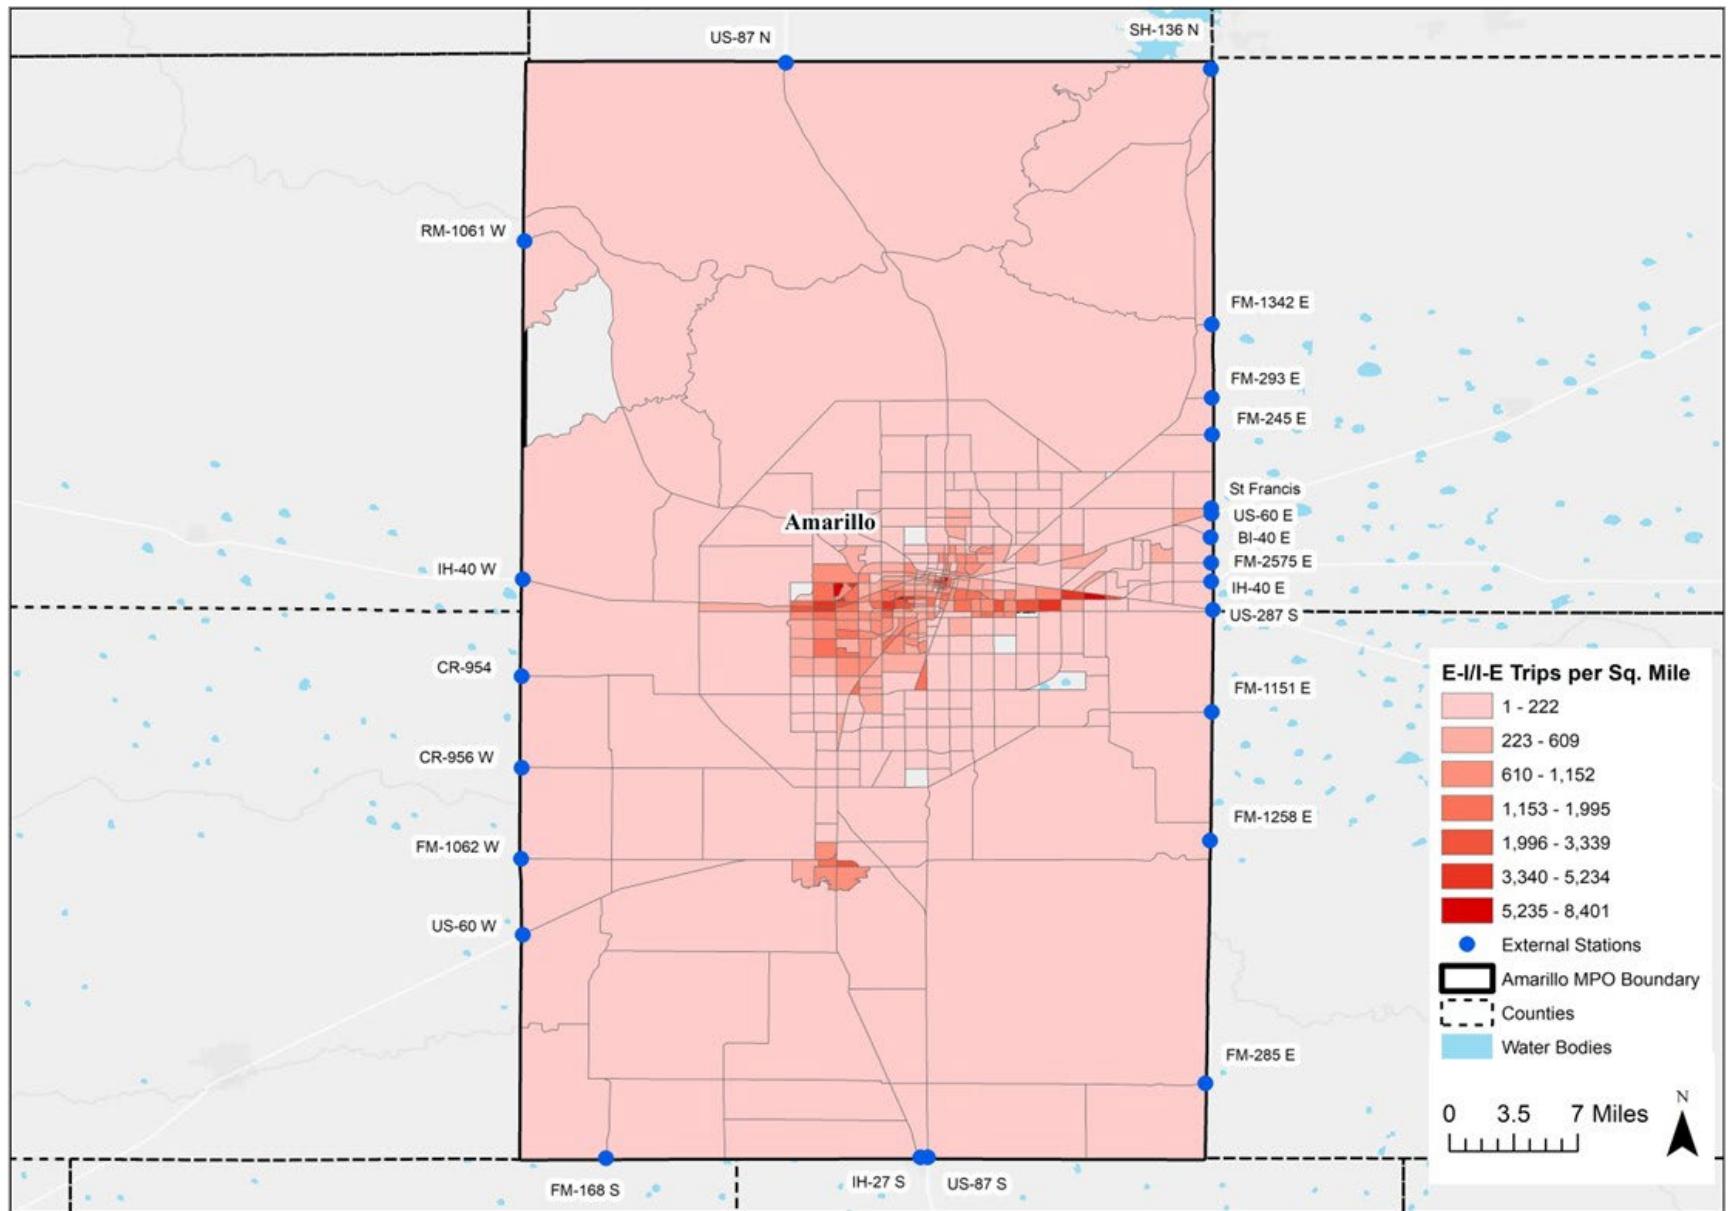 US-87 N
SH-136 N
RM-1061 W
FM-1342 E
FM-293 E
FM-245 E
St Francis
Amarillo
US-60 E
BI-40 E
FM-2575 E
IH-40 W
IH-40 E
US-287 S
CR-954
FM-1151 E
CR-956 W
FM-1258 E
FM-1062 W
US-60 W
FM-285 E
FM-168 S
IH-27 S
US-87 S
E-I/I-E Trips per Sq. Mile
1 - 222
223 - 609
610 - 1,152
1,153 - 1,995
1,996 - 3,339
3,340 - 5,234
5,235 - 8,401
External Stations
Amarillo MPO Boundary
Counties
Water Bodies
0 3.5 7 Miles
N